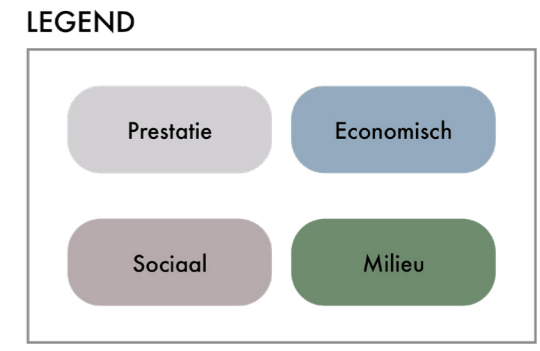 LEGEND
Prestatie
Economisch
Sociaal
Milieu